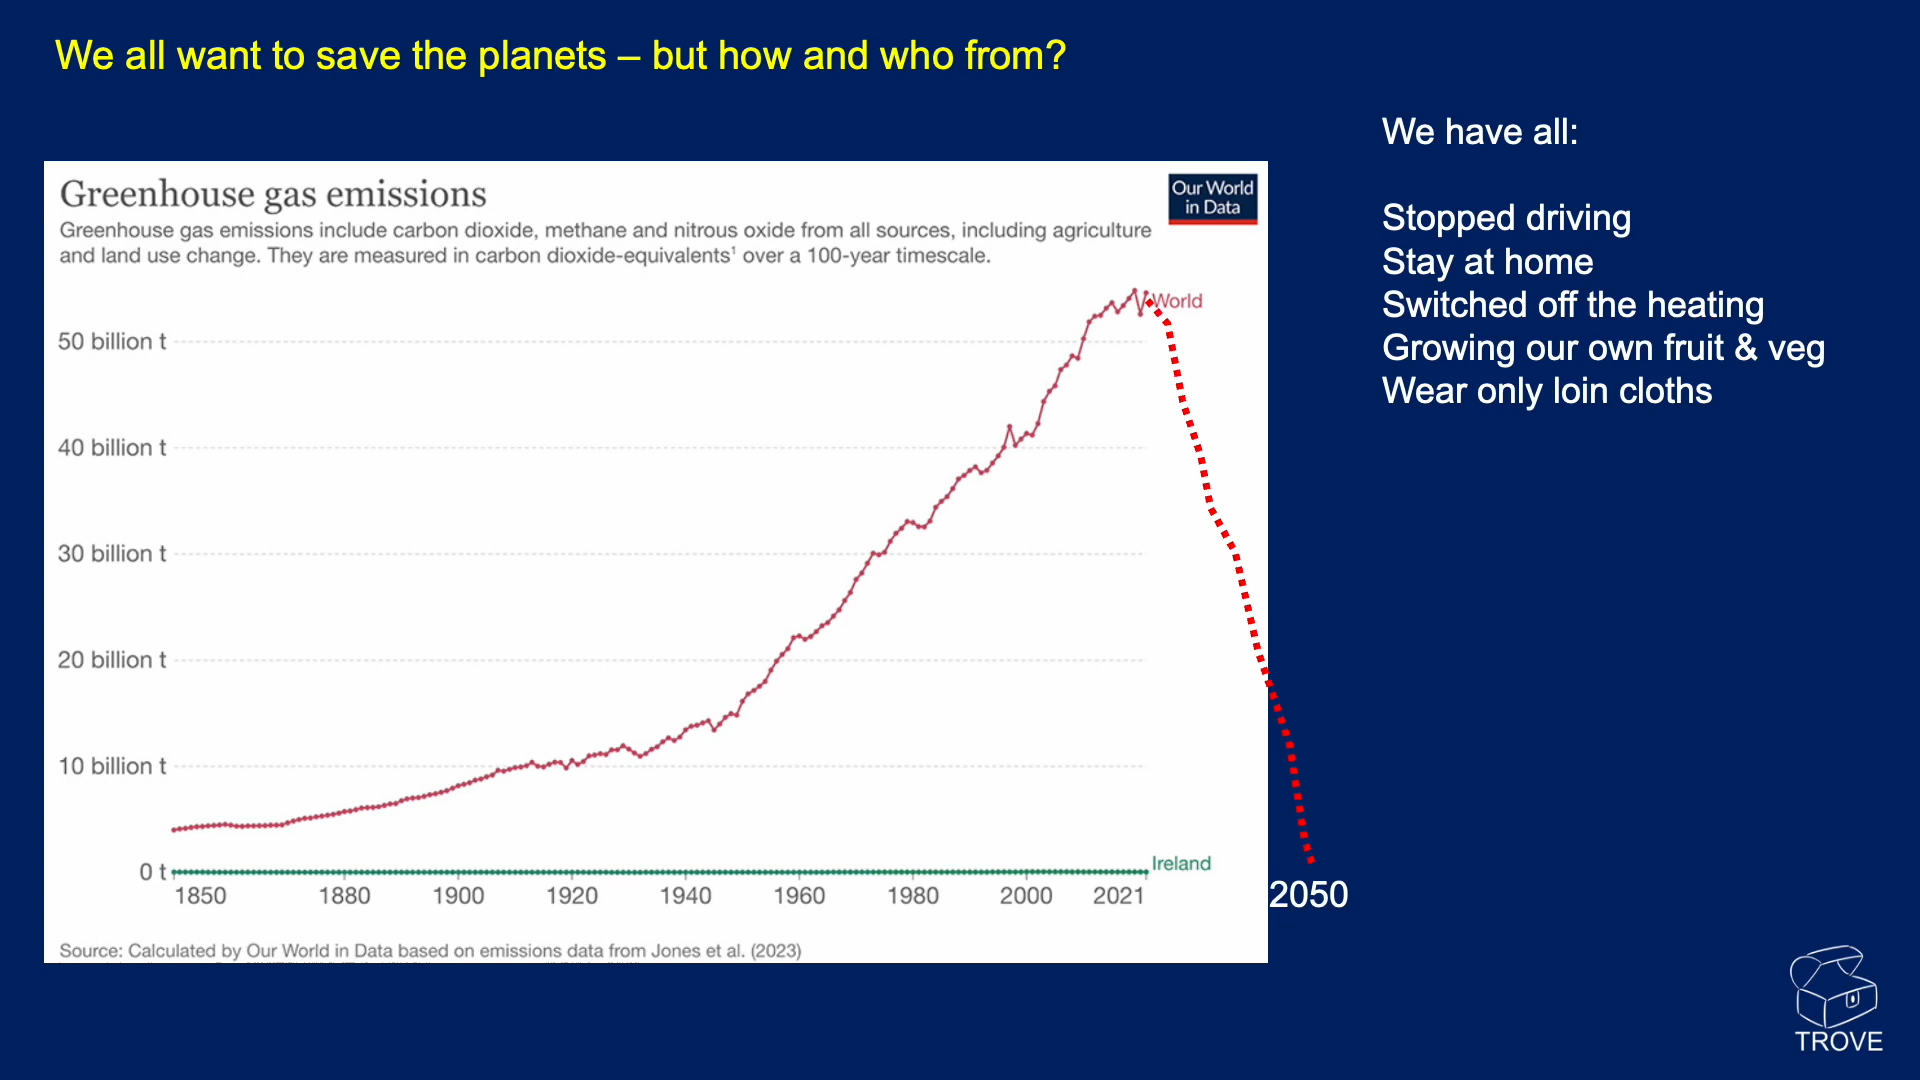 We all want to save the planets – but how and who from?
We have all:
Stopped driving
Stay at home
Switched off the heating
Growing our own fruit & veg
Wear only loin cloths
Greenhouse gas emissions
Our World
in Data
Greenhouse gas emissions include carbon dioxide, methane and nitrous oxide from all sources, including agriculture
and land use change. They are measured in carbon dioxide-equivalents¹ over a 100-year timescale.
World
50 billion t
40 billion t
30 billion t
20 billion t
10 billion t
0 t
Ireland
1850 1880 1900 1920 1940 1960 1980 2000 2021
2050
Source: Calculated by Our World in Data based on emissions data from Jones et al. (2023)
TROVE